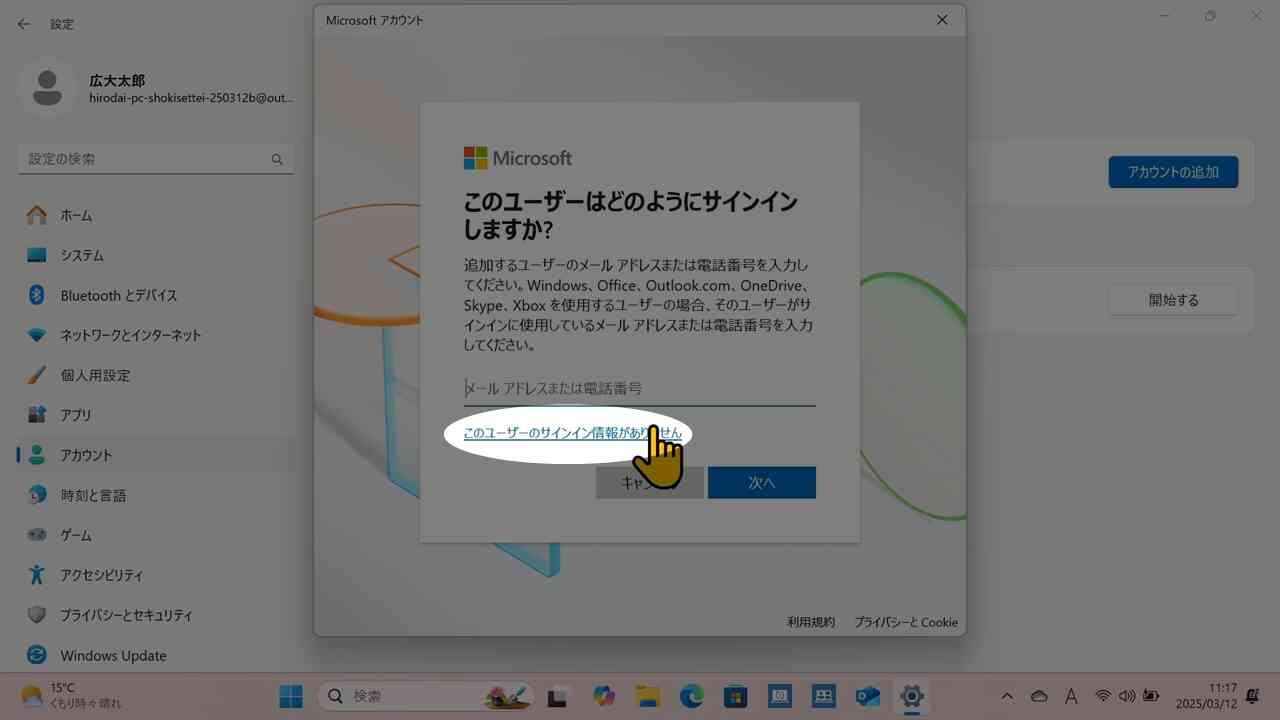 設定
広大太郎
hirodai-pc-shokisettei-250312b@out...
設定の検索
ホーム
システム
Bluetooth とデバイス
ネットワークとインターネット
個人用設定
アプリ
アカウント
時刻と言語
ゲーム
アクセシビリティ
プライバシーとセキュリティ
Windows Update
Microsoft アカウント
Microsoft
このユーザーはどのようにサインイン
しますか?
追加するユーザーのメール アドレスまたは電話番号を入力し
てください。Windows、Office、Outlook.com、OneDrive、
Skype、Xbox を使用するユーザーの場合、そのユーザーがサ
インインに使用しているメール アドレスまたは電話番号を入力
してください。
メール アドレスまたは電話番号
このユーザーのサインイン情報がありません
次へ
利用規約 プライバシーと Cookie
アカウントの追加
開始する
15°C
くもり時々晴れ
検索
A
11:17
2025/03/12